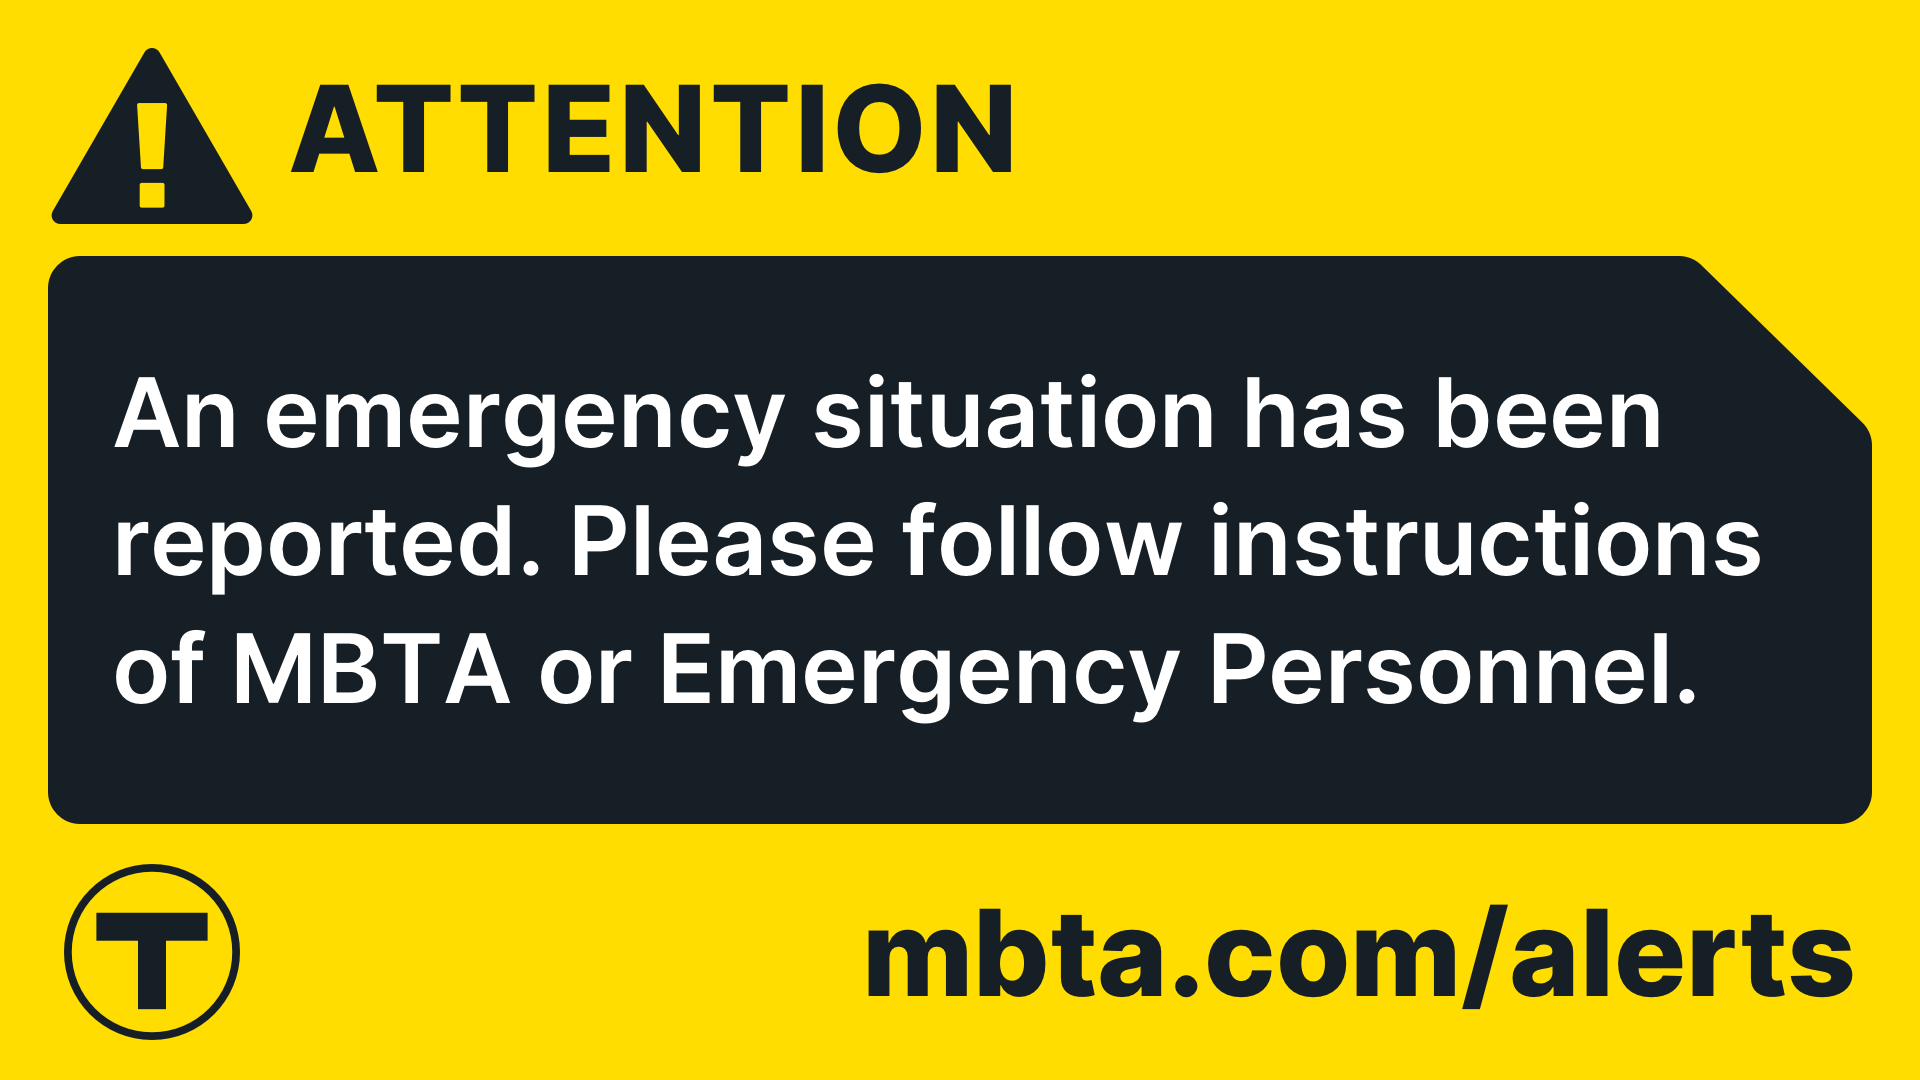 ATTENTION
An emergency situation has been
reported. Please follow instructions
of MBTA or Emergency Personnel.
T
mbta.com/alerts